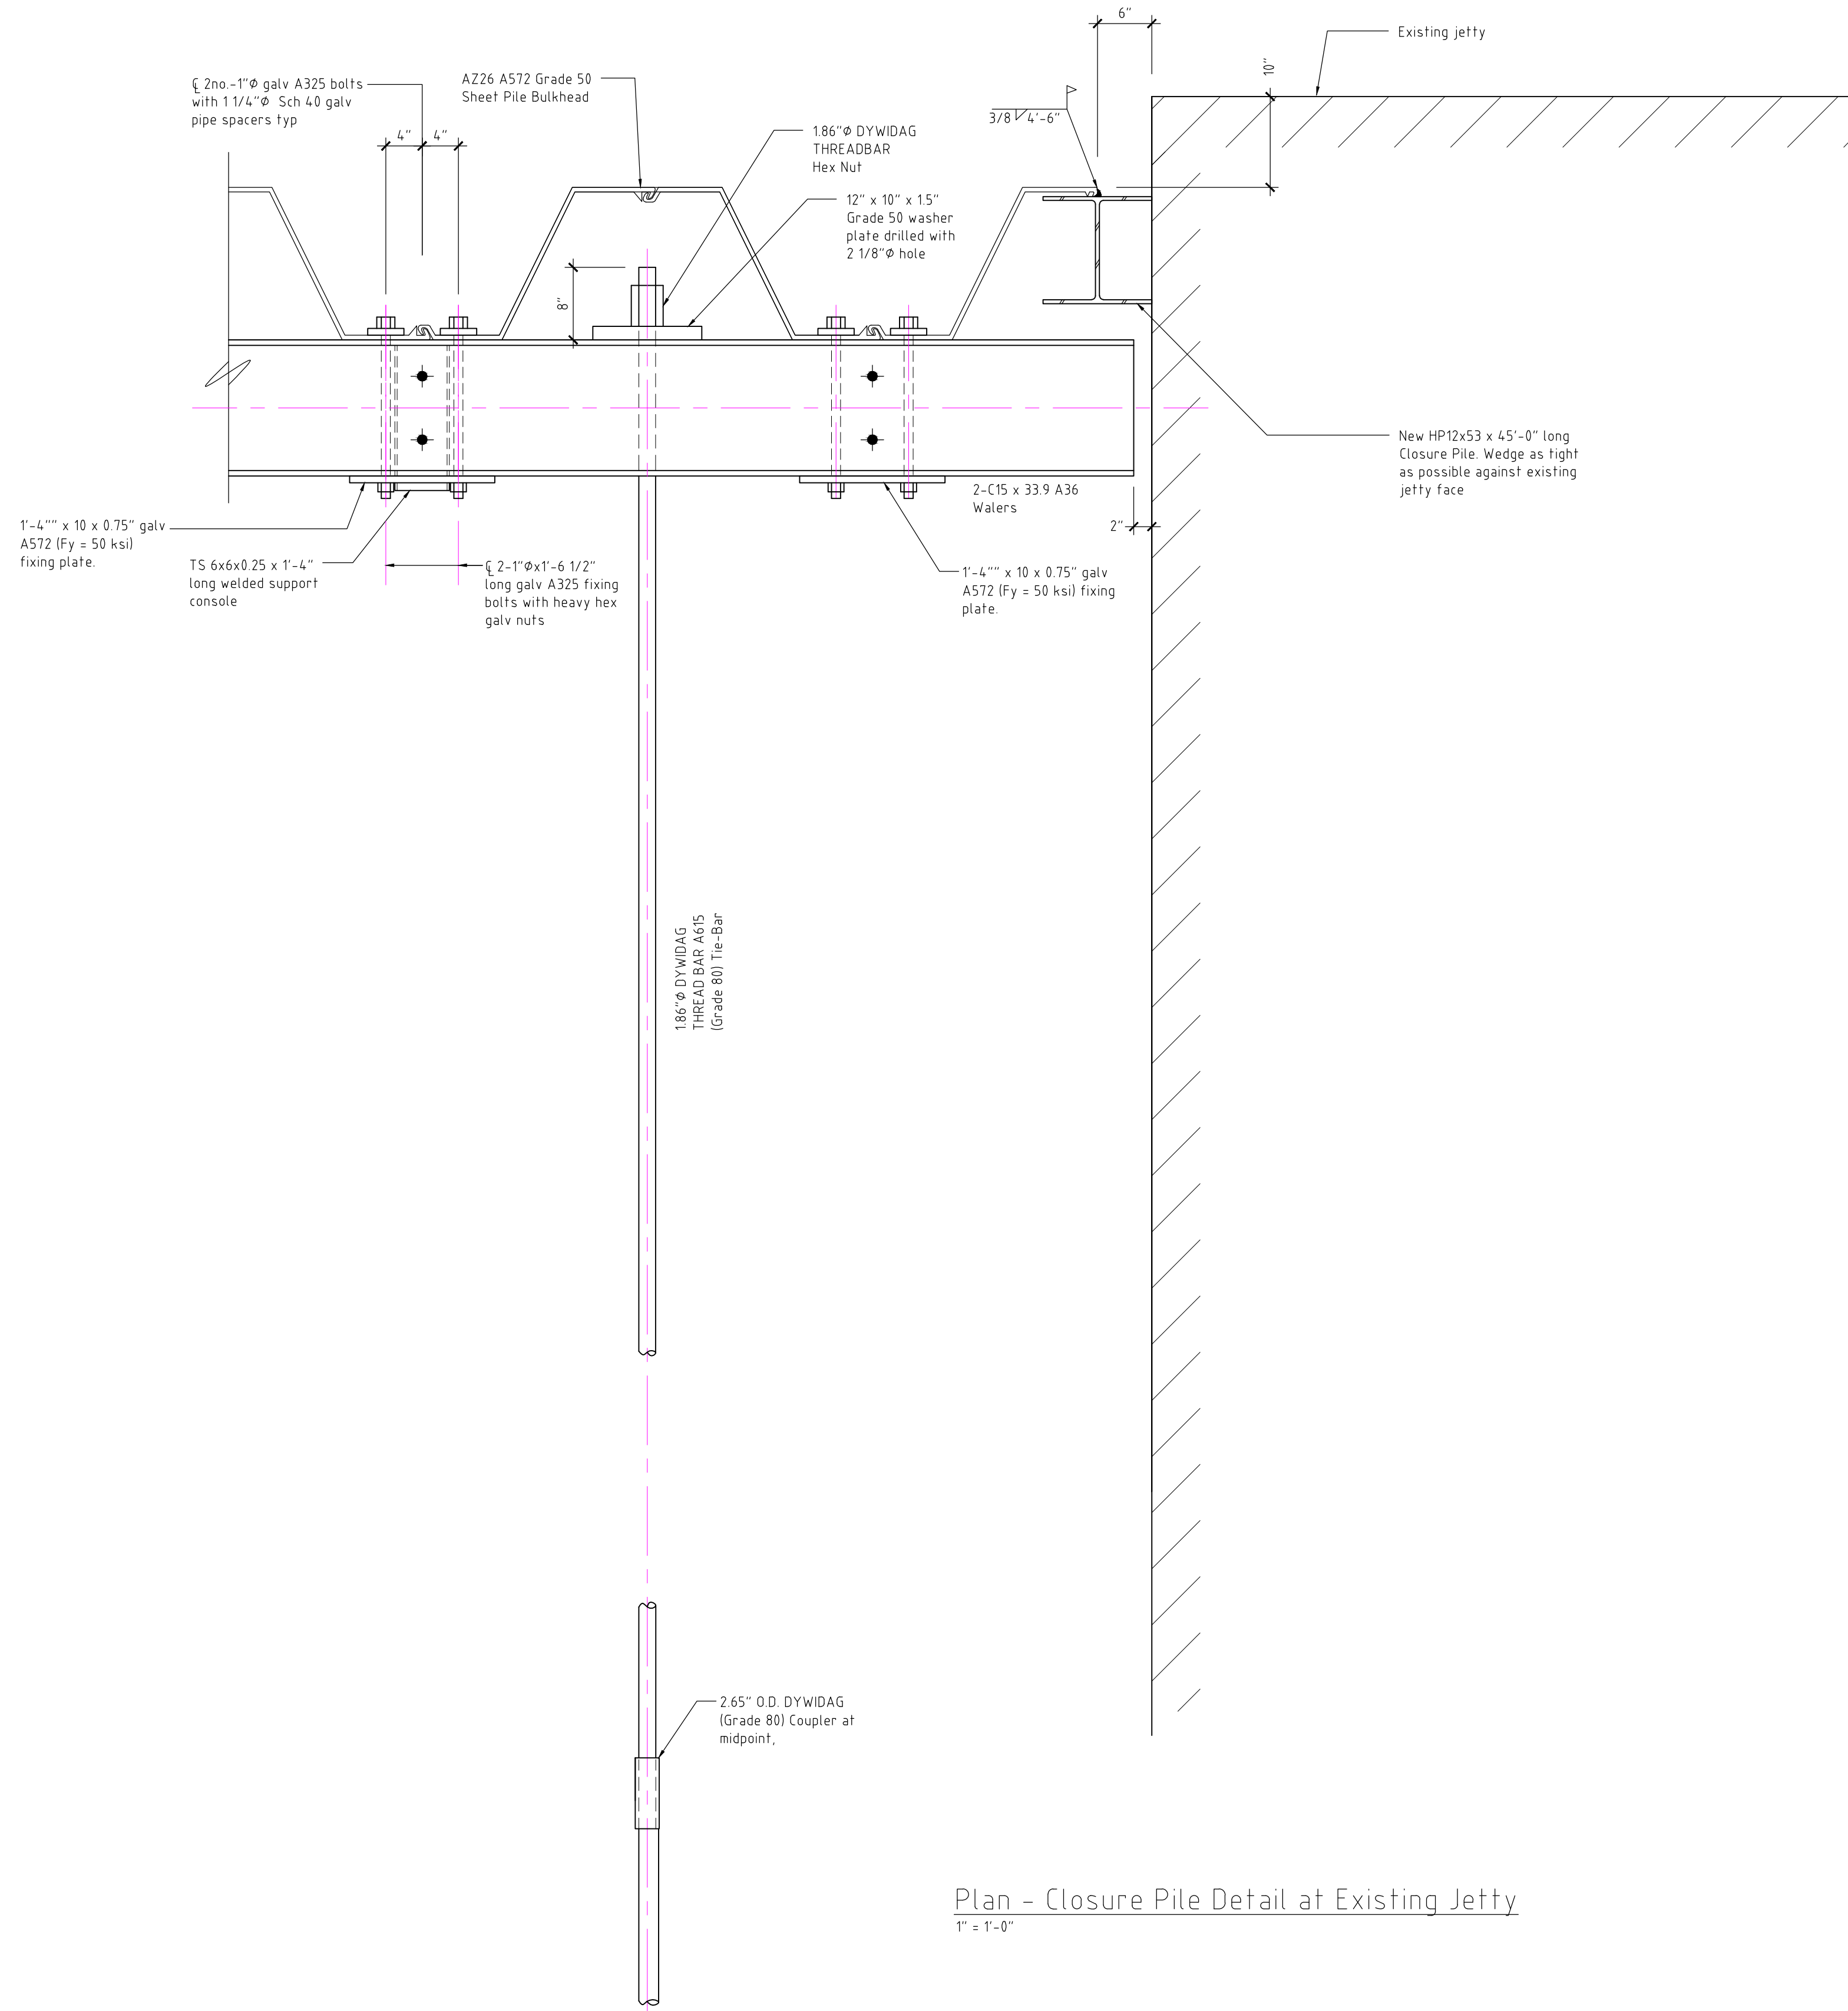 6"
Existing jetty
10"
℄ 2no.-1"Ø galv A325 bolts
with 1 1/4"Ø Sch 40 galv
pipe spacers typ
AZ26 A572 Grade 50
Sheet Pile Bulkhead
3/8 4'-6"
4" 4"
1.86"Ø DYWIDAG
THREADBAR
Hex Nut
12" x 10" x 1.5"
Grade 50 washer
plate drilled with
2 1/8"Ø hole
8"
New HP12x53 x 45'-0" long
Closure Pile. Wedge as tight
as possible against existing
jetty face
2-C15 x 33.9 A36
Walers
2"
1'-4"" x 10 x 0.75" galv
A572 (Fy = 50 ksi)
fixing plate.
TS 6x6x0.25 x 1'-4"
long welded support
console
℄ 2-1"Øx1'-6 1/2"
long galv A325 fixing
bolts with heavy hex
galv nuts
1'-4"" x 10 x 0.75" galv
A572 (Fy = 50 ksi) fixing
plate.
1.86"Ø DYWIDAG
THREAD BAR A615
(Grade 80) Tie-Bar
2.65" O.D. DYWIDAG
(Grade 80) Coupler at
midpoint,
Plan - Closure Pile Detail at Existing Jetty
1" = 1'-0"